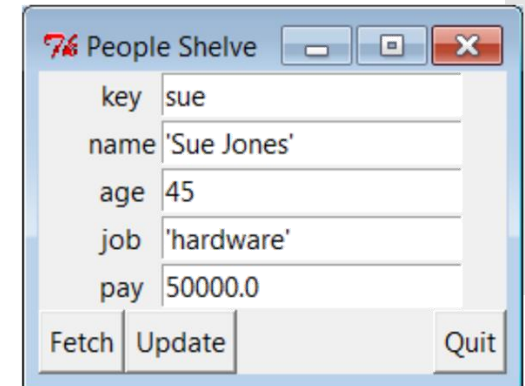 People Shelve
key sue
name 'Sue Jones'
age 45
job 'hardware'
pay 50000.0
Fetch Update Quit